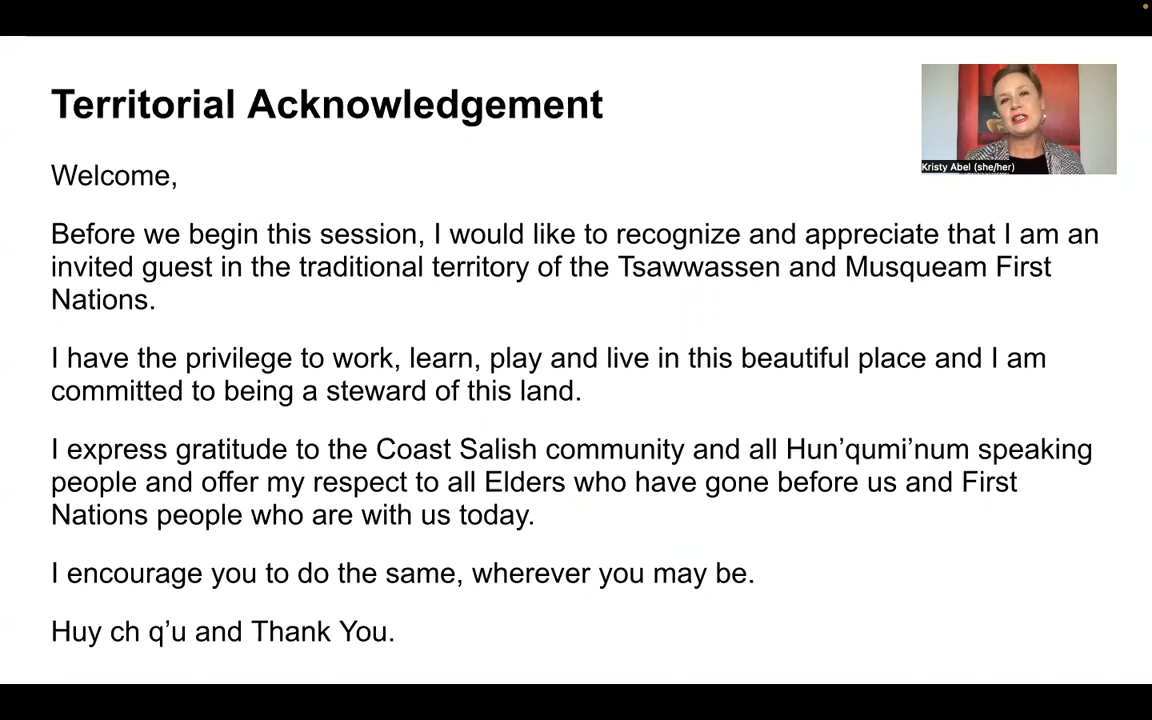 Territorial Acknowledgement
Kristy Abel (she/her)
Welcome,
Before we begin this session, I would like to recognize and appreciate that I am an
invited guest in the traditional territory of the Tsawwassen and Musqueam First
Nations.
I have the privilege to work, learn, play and live in this beautiful place and I am
committed to being a steward of this land.
I express gratitude to the Coast Salish community and all Hun’qumi’num speaking
people and offer my respect to all Elders who have gone before us and First
Nations people who are with us today.
I encourage you to do the same, wherever you may be.
Huy ch q’u and Thank You.